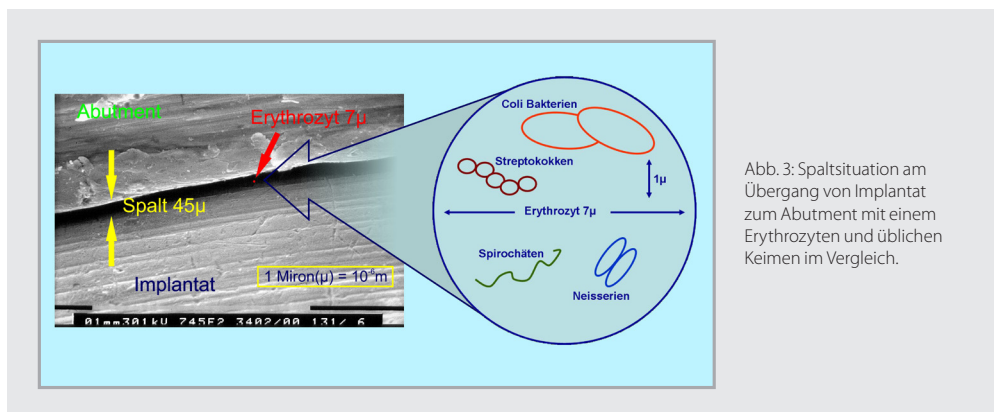 Abutment
Erythrozyt 7µ
Spalt 45µ
Implantat
1 Miron(µ) = 10⁻⁶m
01mm301kU 745E2 3402/00 131/ 6
Coli Bakterien
Streptokokken
1µ
Erythrozyt 7µ
Spirochäten
Neisserien
Abb. 3: Spaltsituation am
Übergang von Implantat
zum Abutment mit einem
Erythrozyten und üblichen
Keimen im Vergleich.